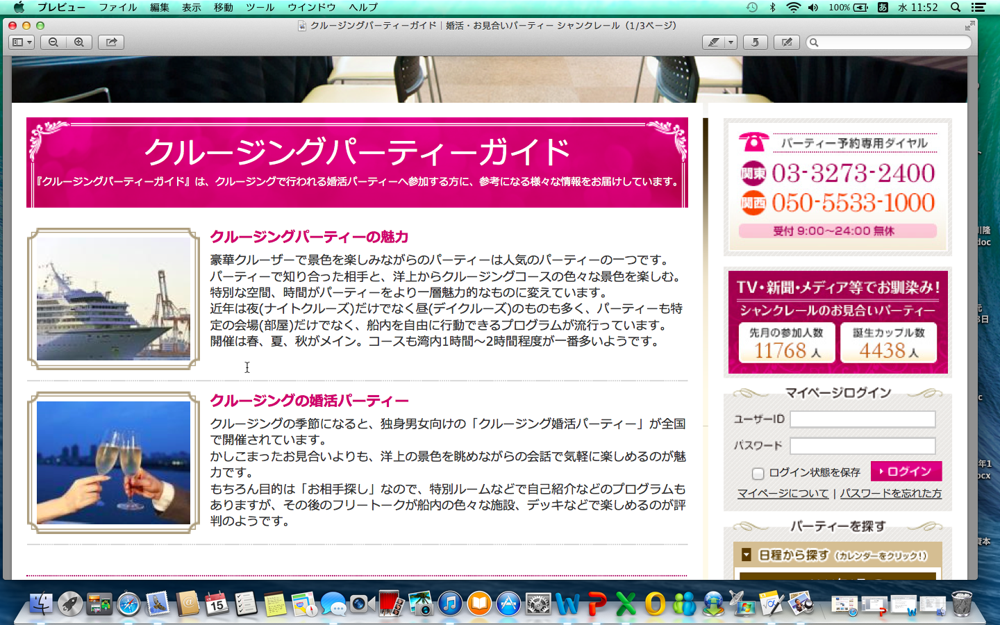 プレビュー ファイル 編集 表示 移動 ツール ウインドウ ヘルプ 100% あ 水 11:52
クルージングパーティーガイド | 婚活・お見合いパーティー シャンクレール（1/3ページ）
クルージングパーティーガイド
『クルージングパーティーガイド』は、クルージングで行われる婚活パーティーへ参加する方に、参考になる様々な情報をお届けしています。
クルージングパーティーの魅力
豪華クルーザーで景色を楽しみながらのパーティーは人気のパーティーの一つです。
パーティーで知り合った相手と、洋上からクルージングコースの色々な景色を楽しむ。
特別な空間、時間がパーティーをより一層魅力的なものに変えています。
近年は夜(ナイトクルーズ)だけでなく昼(デイクルーズ)のものも多く、パーティーも特
定の会場(部屋)だけでなく、船内を自由に行動できるプログラムが流行っています。
開催は春、夏、秋がメイン。コースも湾内1時間～2時間程度が一番多いようです。
クルージングの婚活パーティー
クルージングの季節になると、独身男女向けの「クルージング婚活パーティー」が全国
で開催されています。
かしこまったお見合いよりも、洋上の景色を眺めながらの会話で気軽に楽しめるのが魅
力です。
もちろん目的は「お相手探し」なので、特別ルームなどで自己紹介などのプログラムも
ありますが、その後のフリートークが船内の色々な施設、デッキなどで楽しめるのが評
判のようです。
パーティー予約専用ダイヤル
関東 03-3273-2400
関西 050-5533-1000
受付 9:00～24:00 無休
TV・新聞・メディア等でお馴染み!
シャンクレールのお見合いパーティー
先月の参加人数 誕生カップル数
11768 人 4438 人
マイページログイン
ユーザーID
パスワード
ログイン状態を保存 ログイン
マイページについて | パスワードを忘れた方
パーティーを探す
日程から探す (カレンダーをクリック!)
川隆
doc
元
3日
c
年1
ocx
資本
15